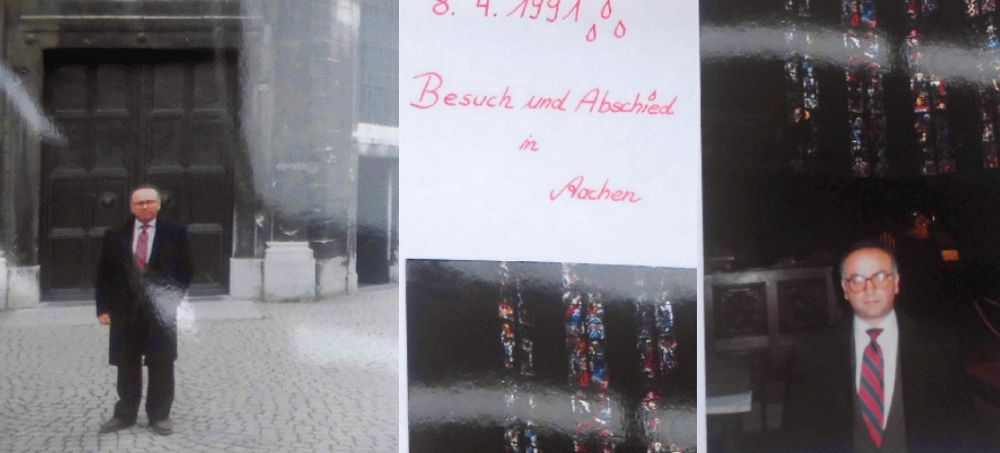 8. 4. 1991
Besuch und Abschied
in
Aachen